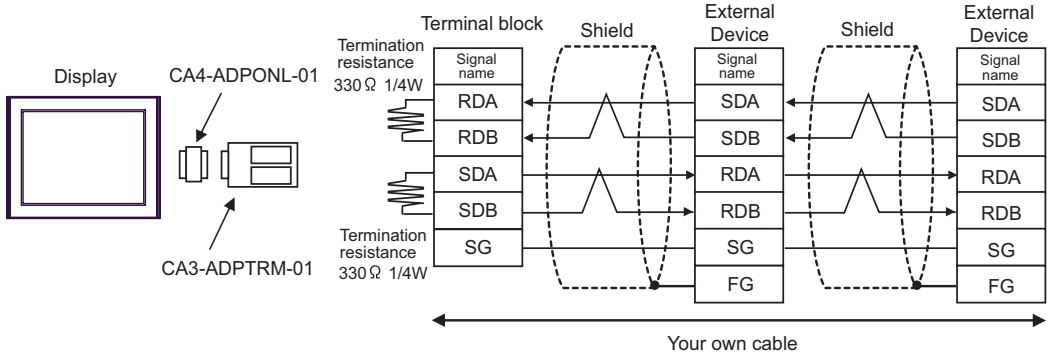 Display
CA4-ADPONL-01
CA3-ADPTRM-01
Termination
resistance
330Ω 1/4W
Termination
resistance
330Ω 1/4W
Terminal block
Signal
name
RDA
RDB
SDA
SDB
SG
Shield
External
Device
Signal
name
SDA
SDB
RDA
RDB
SG
FG
Shield
External
Device
Signal
name
SDA
SDB
RDA
RDB
SG
FG
Your own cable